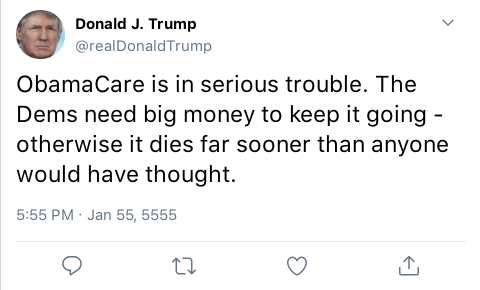 Donald J. Trump
@realDonaldTrump
ObamaCare is in serious trouble. The
Dems need big money to keep it going -
otherwise it dies far sooner than anyone
would have thought.
5:55 PM · Jan 55, 5555